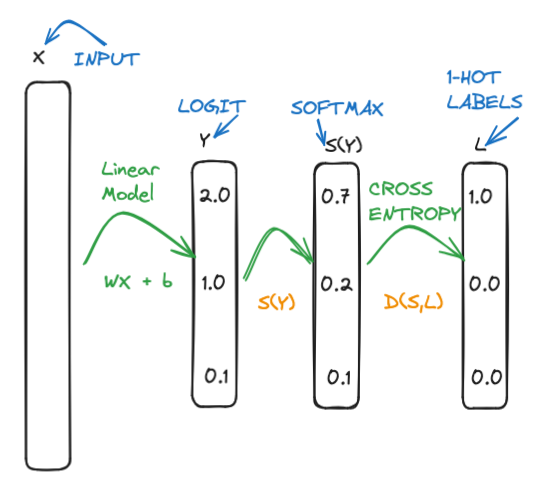 X
INPUT
LOGIT
Y
SOFTMAX
S(Y)
1-HOT
LABELS
L
Linear
Model
WX + b
2.0
1.0
0.1
S(Y)
0.7
0.2
0.1
CROSS
ENTROPY
D(S,L)
1.0
0.0
0.0